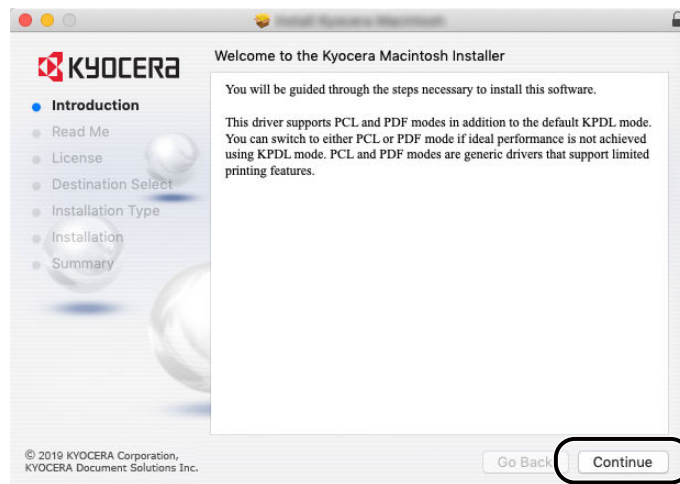 KYOCERA
Welcome to the Kyocera Macintosh Installer
Introduction
Read Me
License
Destination Select
Installation Type
Installation
Summary
You will be guided through the steps necessary to install this software.
This driver supports PCL and PDF modes in addition to the default KPDL mode.
You can switch to either PCL or PDF mode if ideal performance is not achieved
using KPDL mode. PCL and PDF modes are generic drivers that support limited
printing features.
© 2019 KYOCERA Corporation,
KYOCERA Document Solutions Inc.
Go Back
Continue